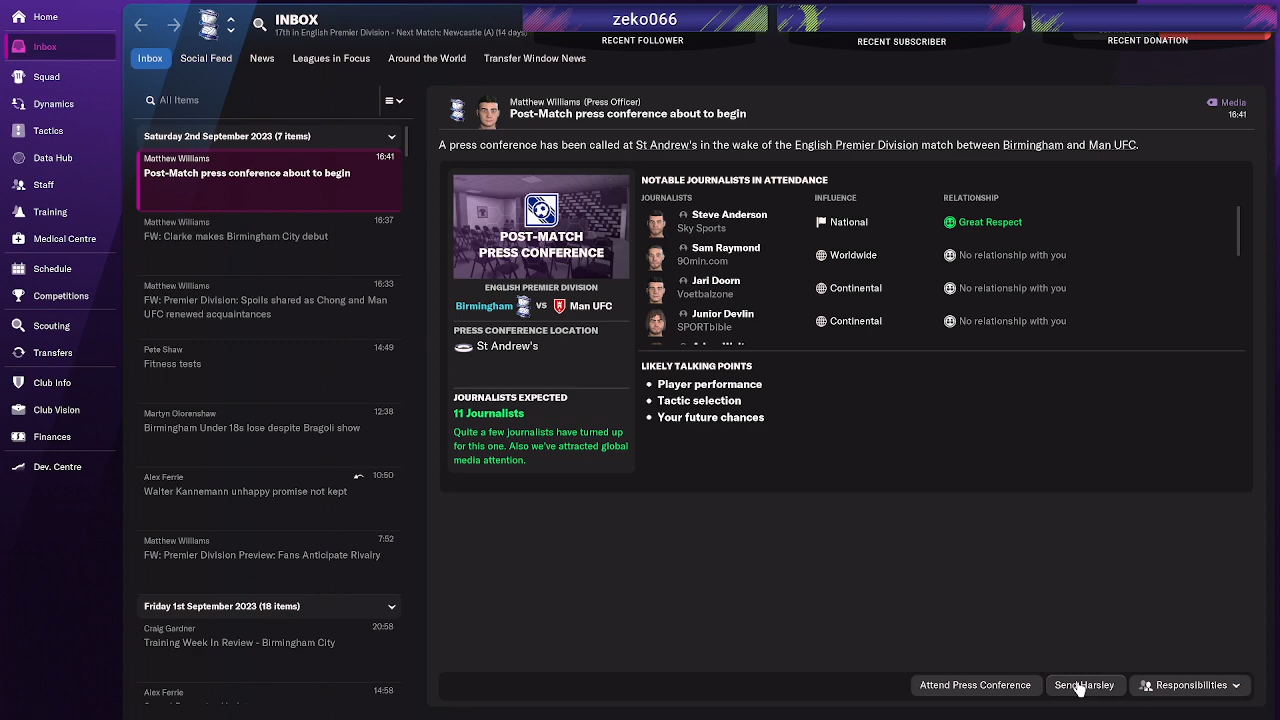 Home
Inbox
Squad
Dynamics
Tactics
Data Hub
Staff
Training
Medical Centre
Schedule
Competitions
Scouting
Transfers
Club Info
Club Vision
Finances
Dev. Centre
INBOX
17th in English Premier Division - Next Match: Newcastle (A) (14 days)
zeko066
RECENT FOLLOWER
RECENT SUBSCRIBER
RECENT DONATION
Inbox
Social Feed
News
Leagues in Focus
Around the World
Transfer Window News
All Items
Saturday 2nd September 2023 (7 items)
Matthew Williams 16:41
Post-Match press conference about to begin
Matthew Williams 16:37
FW: Clarke makes Birmingham City debut
Matthew Williams 16:33
FW: Premier Division: Spoils shared as Chong and Man
UFC renewed acquaintances
Pete Shaw 14:49
Fitness tests
Martyn Olorenshaw 12:38
Birmingham Under 18s lose despite Bragoli show
Alex Ferrie 10:50
Walter Kannemann unhappy promise not kept
Matthew Williams 7:52
FW: Premier Division Preview: Fans Anticipate Rivalry
Friday 1st September 2023 (18 items)
Craig Gardner 20:58
Training Week In Review - Birmingham City
Alex Ferrie 14:58
Matthew Williams (Press Officer)
Post-Match press conference about to begin
Media
16:41
A press conference has been called at St Andrew's in the wake of the English Premier Division match between Birmingham and Man UFC.
POST-MATCH
PRESS CONFERENCE
ENGLISH PREMIER DIVISION
Birmingham vs Man UFC
PRESS CONFERENCE LOCATION
St Andrew's
JOURNALISTS EXPECTED
11 Journalists
Quite a few journalists have turned up
for this one. Also we've attracted global
media attention.
NOTABLE JOURNALISTS IN ATTENDANCE
JOURNALISTS INFLUENCE RELATIONSHIP
Steve Anderson
Sky Sports
National
Great Respect
Sam Raymond
90min.com
Worldwide
No relationship with you
Jari Doorn
Voetbalzone
Continental
No relationship with you
Junior Devlin
SPORTbible
Continental
No relationship with you
LIKELY TALKING POINTS
• Player performance
• Tactic selection
• Your future chances
Attend Press Conference
Send Harsley
Responsibilities